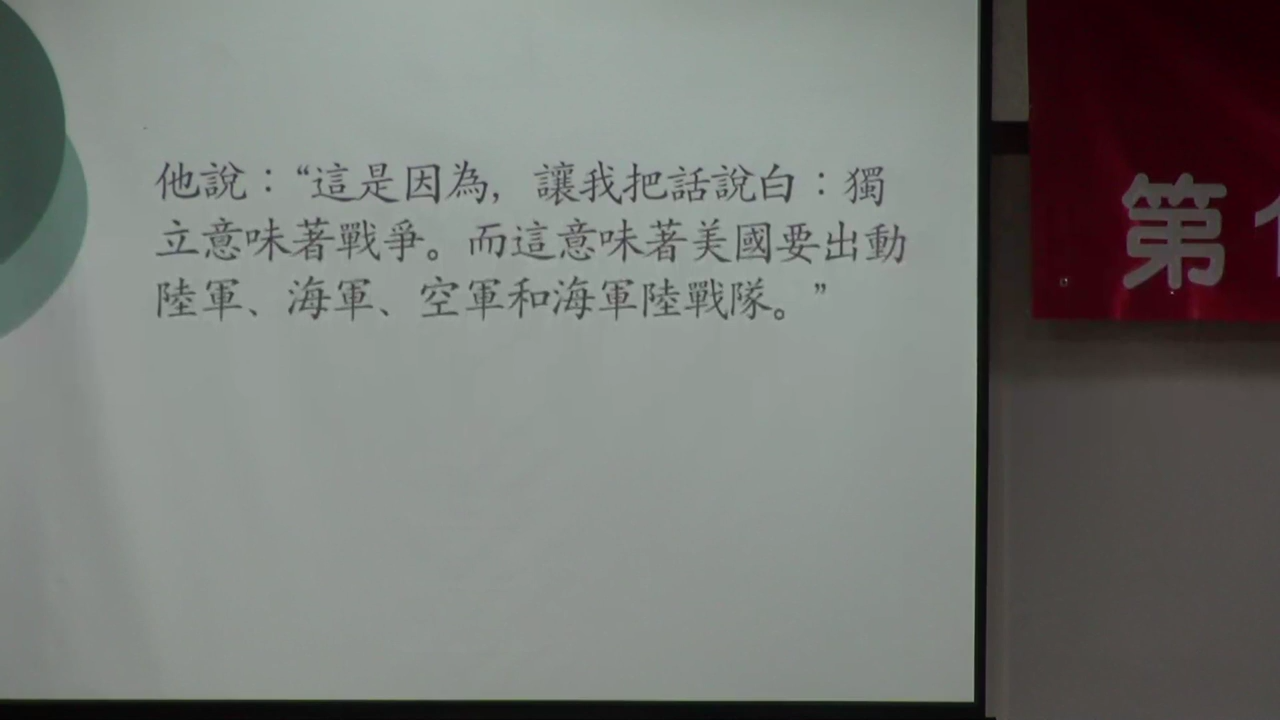 他說：“這是因為，讓我把話說白：獨
立意味著戰爭。而這意味著美國要出動
陸軍、海軍、空軍和海軍陸戰隊。”
第